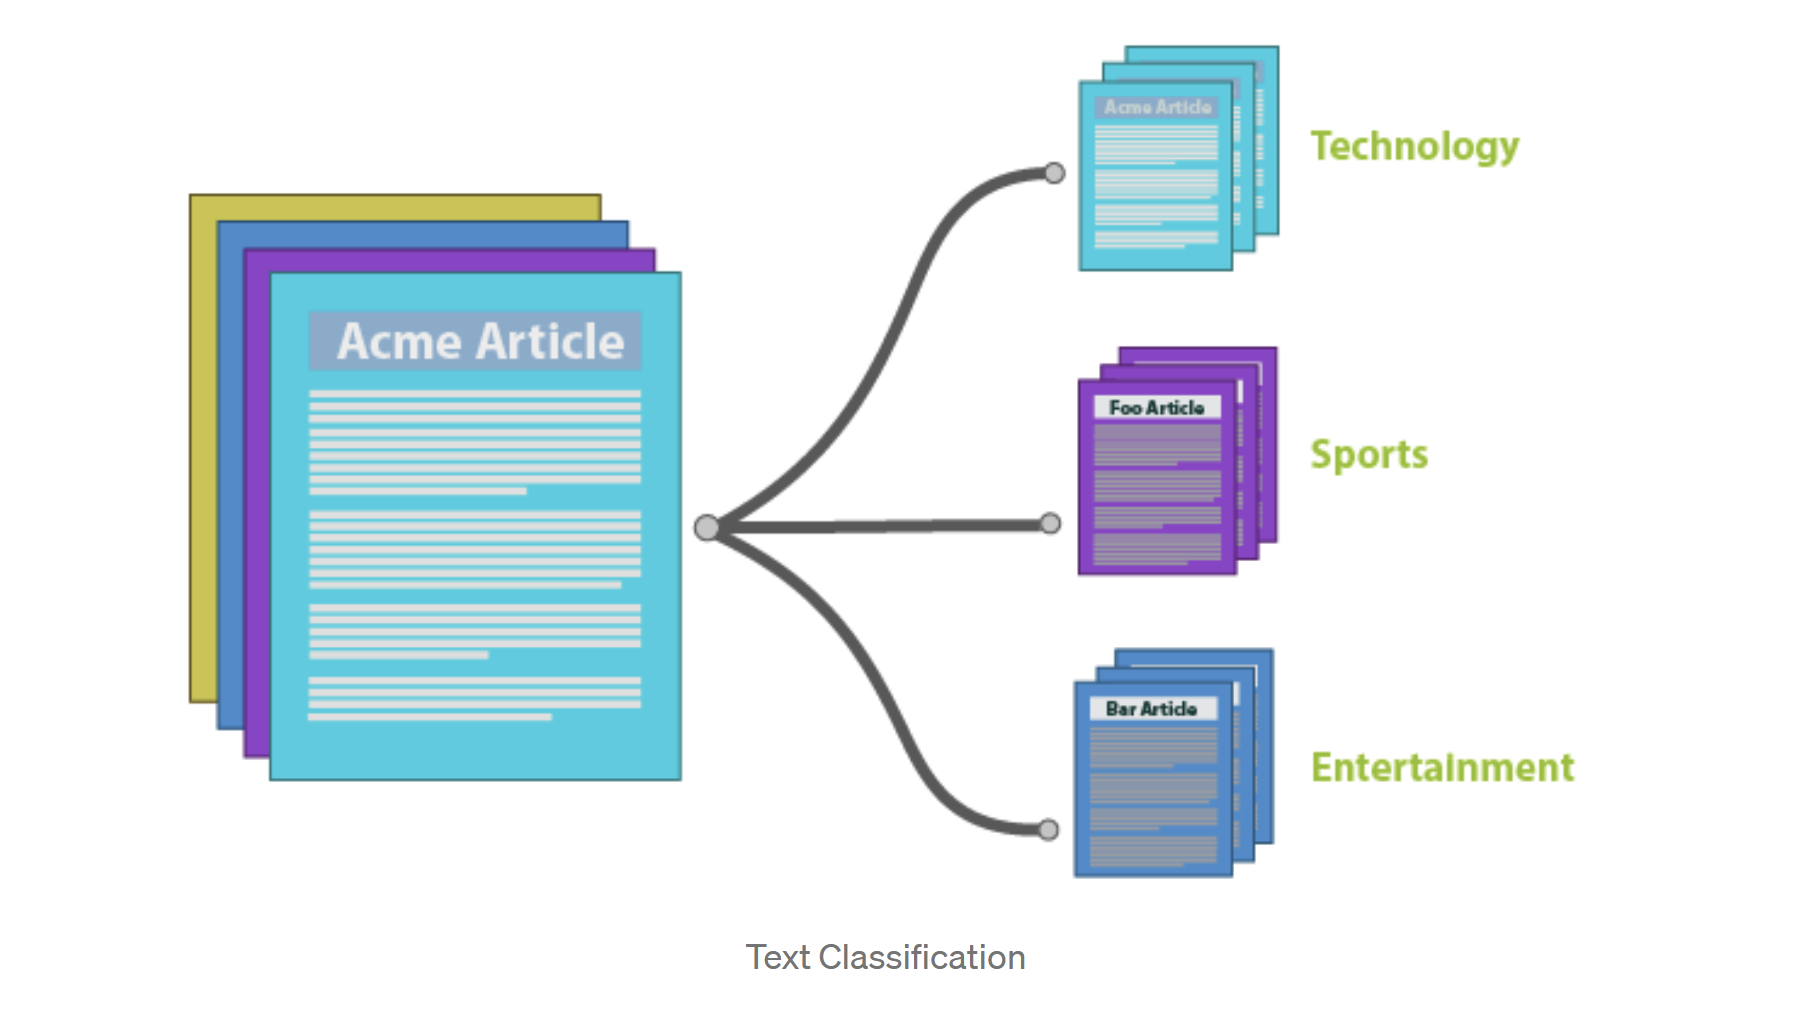 Acme Article
Acme Article
Technology
Foo Article
Sports
Bar Article
Entertainment
Text Classification